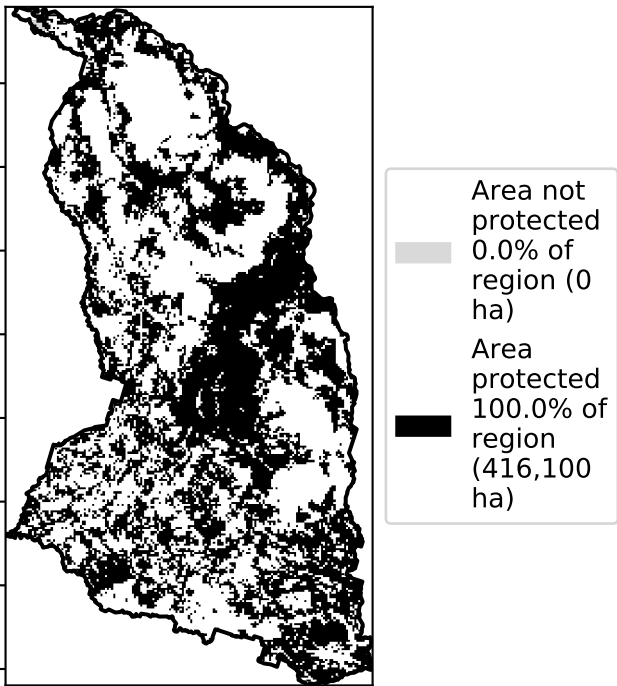 Area not
protected
0.0% of
region (0
ha)
Area
protected
100.0% of
region
(416,100
ha)